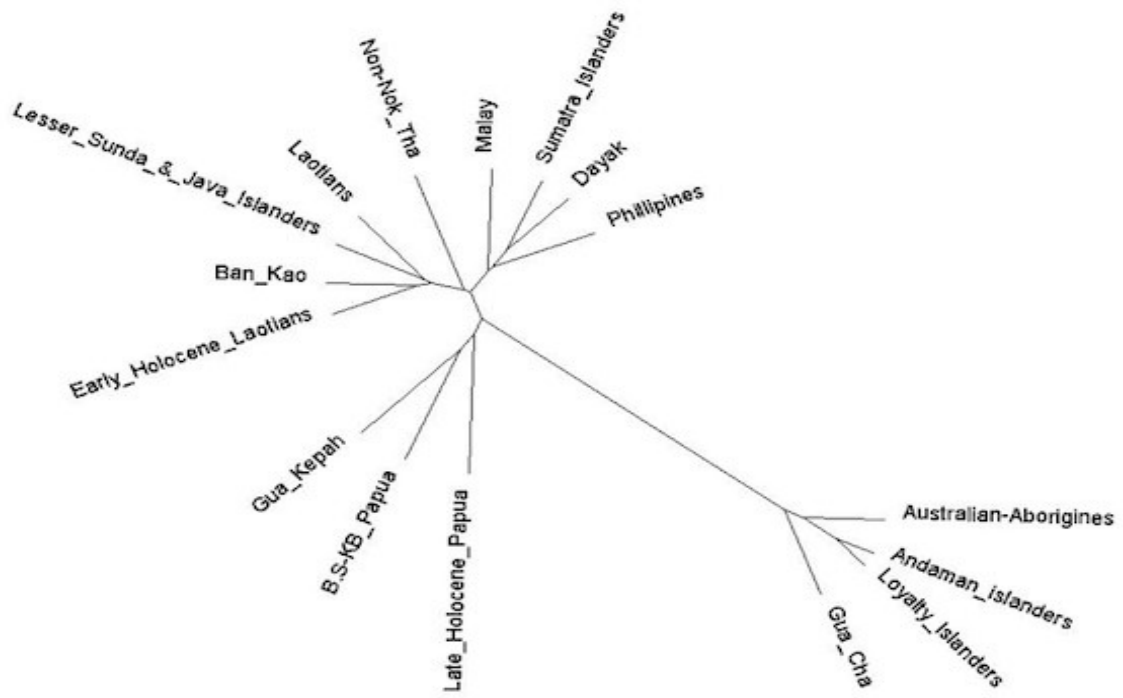 Non-Nok_Tha
Malay
Sumatra_Islanders
Dayak
Phillipines
Laotians
Lesser_Sunda_&_Java_Islanders
Ban_Kao
Early_Holocene_Laotians
Gua_Kepah
B.S-KB_Papua
Late_Holocene_Papua
Australian-Aborigines
Andaman_islanders
Loyalty_Islanders
Gua_Cha